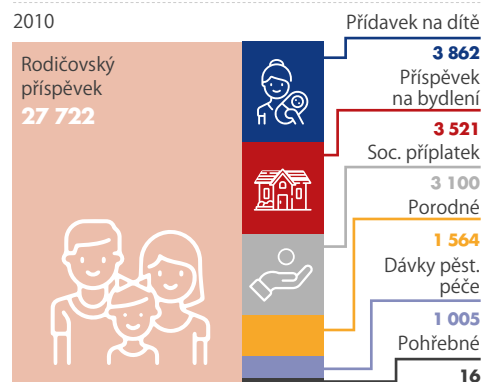 2010
Rodičovský
příspěvek
27 722
Přídavek na dítě
3 862
Příspěvek
na bydlení
3 521
Soc. příplatek
3 100
Porodné
1 564
Dávky pěst.
péče
1 005
Pohřebné
16